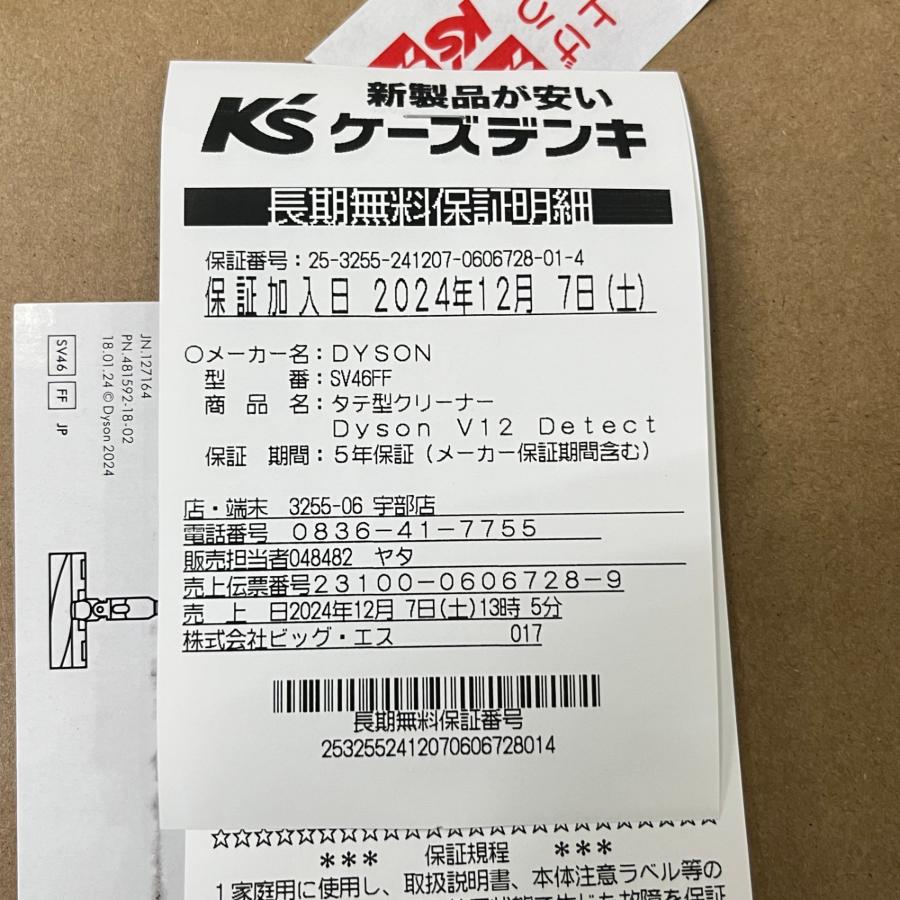 新製品が安い
K'sケーズデンキ
長期無料保証明細
保証番号：25-3255-241207-0606728-01-4
保証加入日 2024年12月 7日(土)
○メーカー名：DYSON
型 番：SV46FF
商 品 名：タテ型クリーナー
Dyson V12 Detect
保証 期間：5年保証（メーカー保証期間含む）
店・端末 3255-06 宇部店
電話番号 0836-41-7755
販売担当者048482 ヤタ
売上伝票番号23100-0606728-9
売 上 日2024年12月 7日(土)13時 5分
株式会社ビッグ・エス 017
長期無料保証番号
2532552412070606728014
☆☆☆☆☆☆☆☆☆☆☆☆☆☆☆☆☆☆☆☆☆☆☆☆
*** 保証規程 ***
1家庭用に使用し、取扱説明書、本体注意ラベル等の
JN.127164
PN.481592-18-02
18.01.24 © Dyson 2024
SV46 FF JP